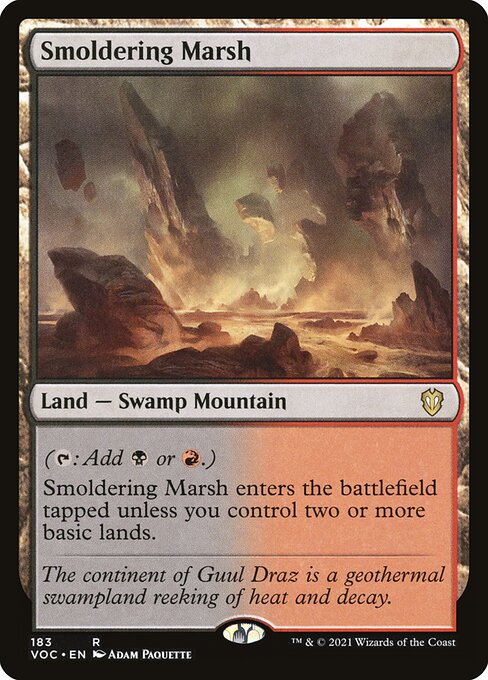 Smoldering Marsh
Land — Swamp Mountain
(: Add or .)
Smoldering Marsh enters the battlefield
tapped unless you control two or more
basic lands.
The continent of Guul Draz is a geothermal
swampland reeking of heat and decay.
183 R
VOC • EN Adam Paquette
™ & © 2021 Wizards of the Coast